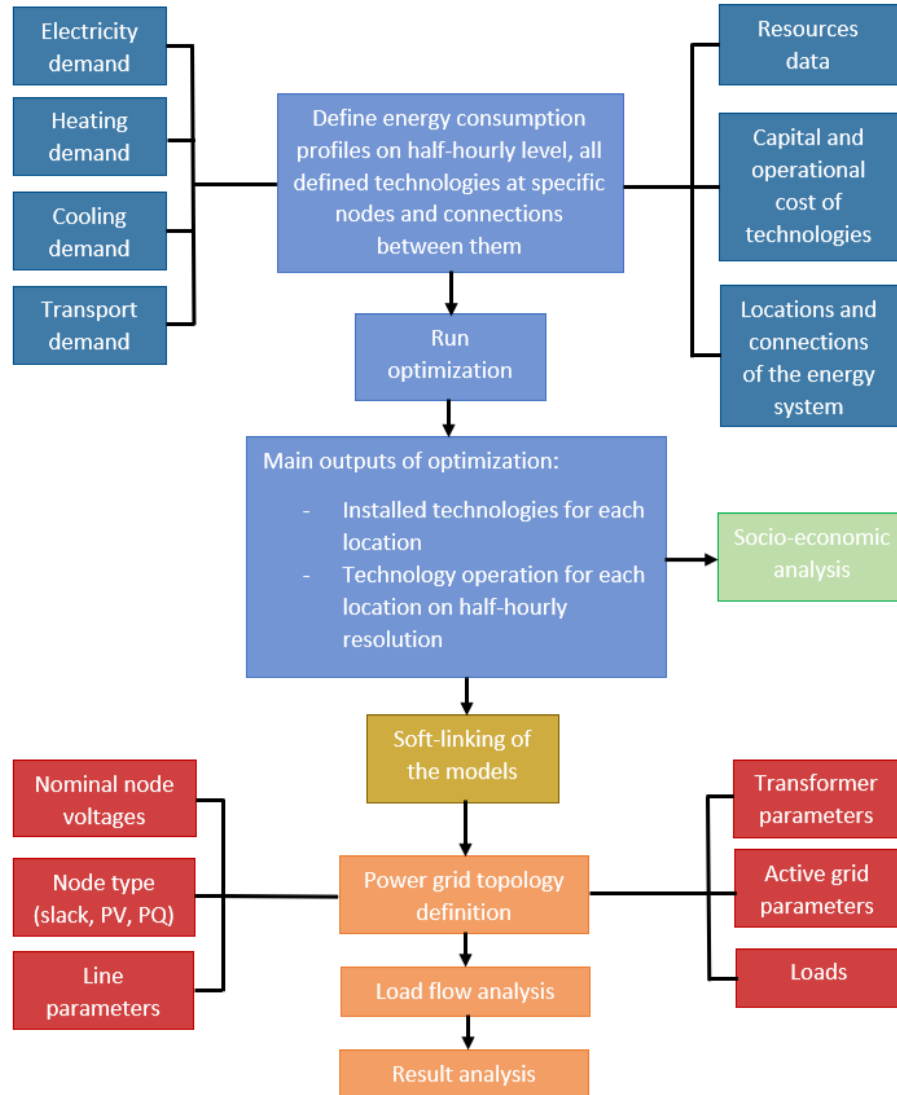 Electricity
demand
Heating
demand
Cooling
demand
Transport
demand
Define energy consumption
profiles on half-hourly level, all
defined technologies at specific
nodes and connections
between them
Resources
data
Capital and
operational
cost of
technologies
Locations and
connections
of the energy
system
Run
optimization
Main outputs of optimization:
- Installed technologies for each
location
- Technology operation for each
location on half-hourly
resolution
Socio-economic
analysis
Soft-linking of
the models
Nominal node
voltages
Node type
(slack, PV, PQ)
Line
parameters
Power grid topology
definition
Transformer
parameters
Active grid
parameters
Loads
Load flow analysis
Result analysis